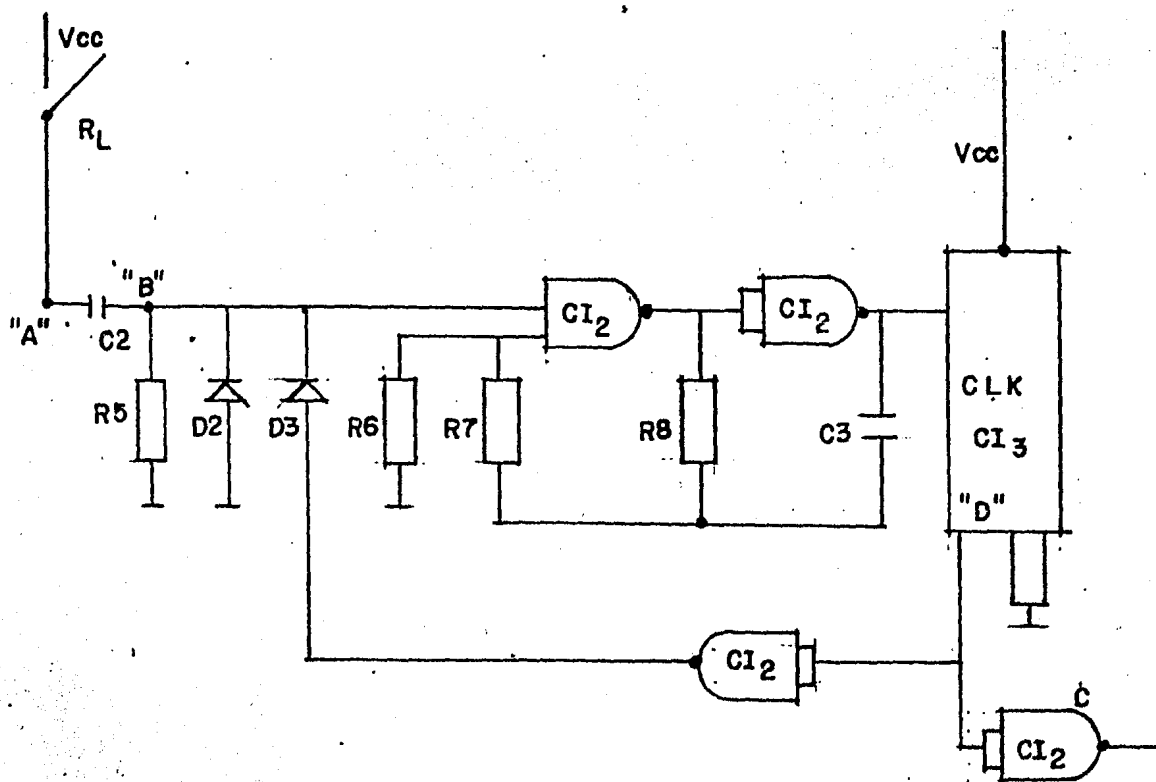 Vcc
RL
Vcc
"B"
"A"
C2
CI2
CI2
CLK
CI3
"D"
R5
D2
D3
R6
R7
R8
C3
CI2
C
CI2